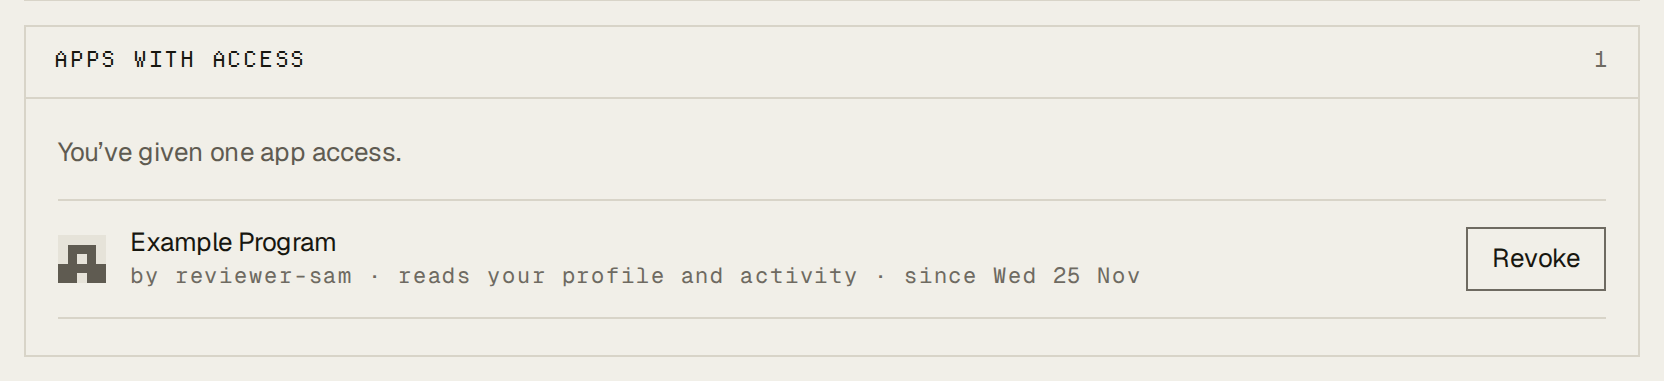 APPS WITH ACCESS 1
You’ve given one app access.
Example Program
by reviewer-sam · reads your profile and activity · since Wed 25 Nov
Revoke